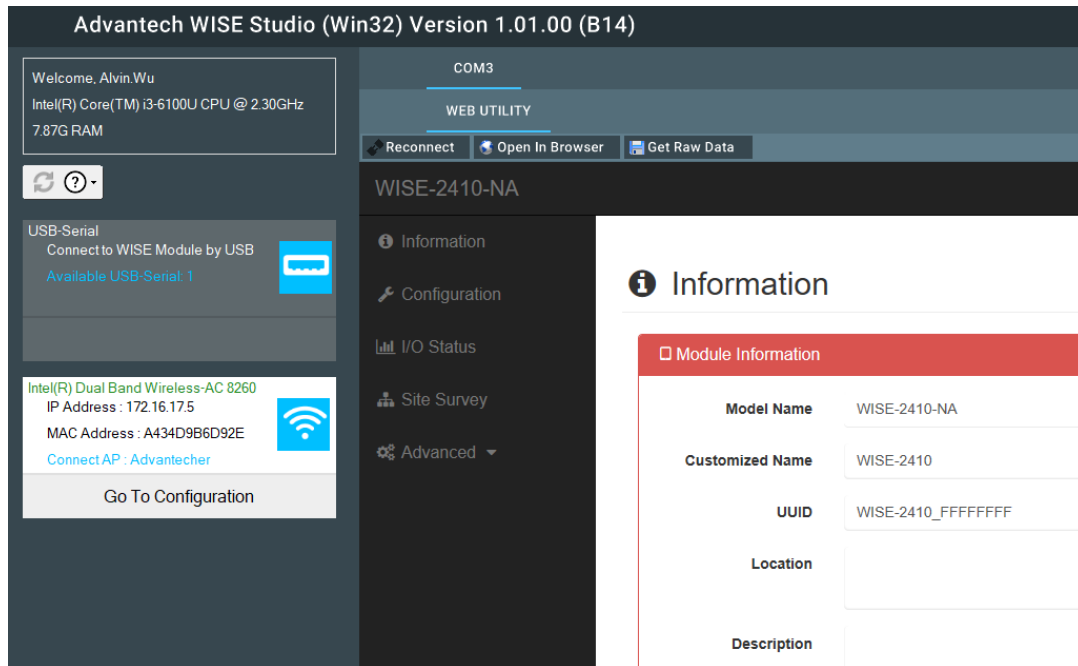 Advantech WISE Studio (Win32) Version 1.01.00 (B14)
Welcome, Alvin.Wu
Intel(R) Core(TM) i3-6100U CPU @ 2.30GHz
7.87G RAM
USB-Serial
Connect to WISE Module by USB
Available USB-Serial: 1
Intel(R) Dual Band Wireless-AC 8260
IP Address : 172.16.17.5
MAC Address : A434D9B6D92E
Connect AP : Advantecher
Go To Configuration
COM3
WEB UTILITY
Reconnect Open In Browser Get Raw Data
WISE-2410-NA
Information
Configuration
I/O Status
Site Survey
Advanced
Information
Module Information
Model Name WISE-2410-NA
Customized Name WISE-2410
UUID WISE-2410_FFFFFFFF
Location
Description